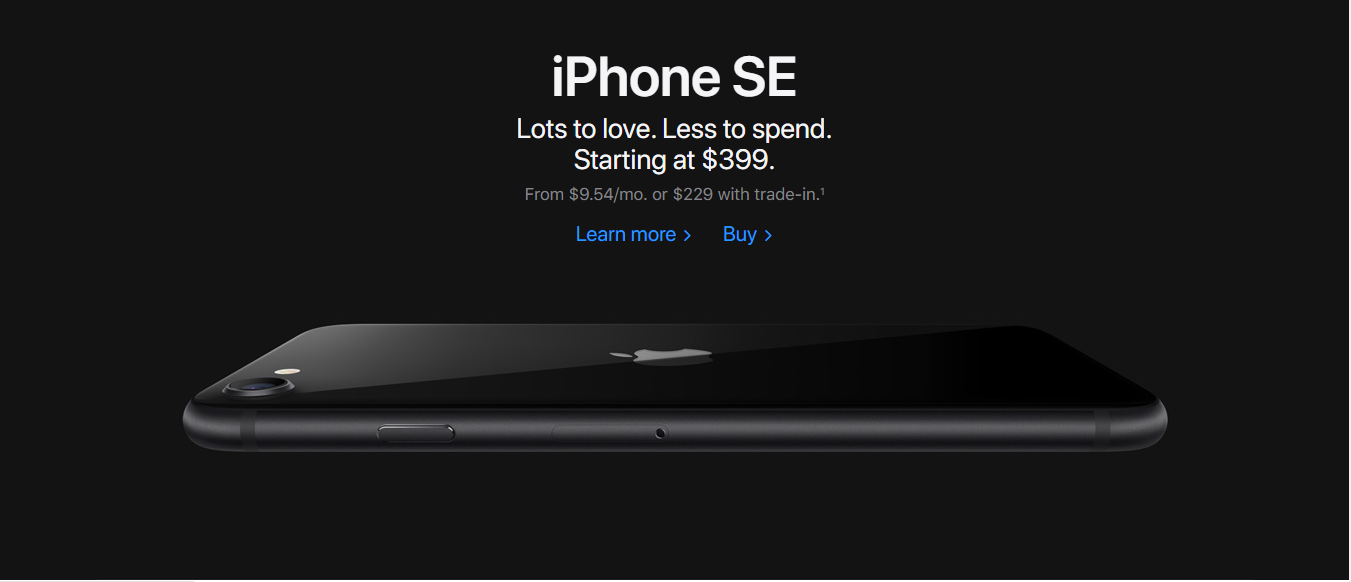 iPhone SE
Lots to love. Less to spend.
Starting at $399.
From $9.54/mo. or $229 with trade-in.¹
Learn more >
Buy >